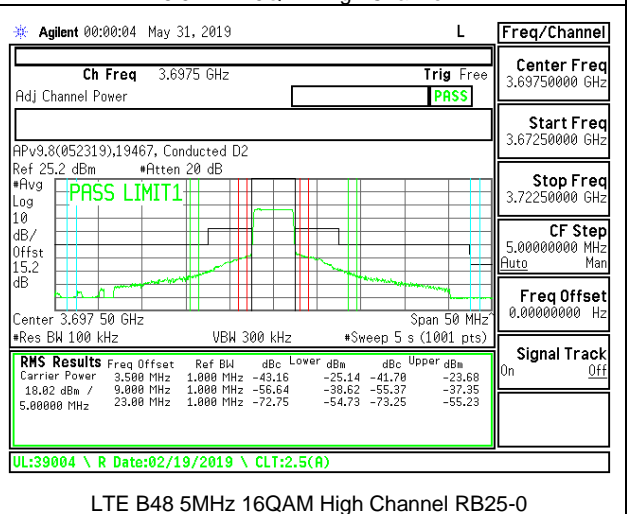 Agilent 00:00:04 May 31, 2019 L Freq/Channel
Ch Freq 3.6975 GHz Trig Free
Adj Channel Power PASS
Center Freq
3.69750000 GHz
Start Freq
3.67250000 GHz
Stop Freq
3.72250000 GHz
CF Step
5.00000000 MHz
Auto Man
Freq Offset
0.00000000 Hz
Signal Track
On Off
APv9.8(052319),19467, Conducted D2
Ref 25.2 dBm #Atten 20 dB
#Avg
Log
10
dB/
Offst
15.2
dB
PASS LIMIT1
Center 3.697 50 GHz Span 50 MHz
#Res BW 100 kHz VBW 300 kHz #Sweep 5 s (1001 pts)
RMS Results Freq Offset Ref BW dBc Lower dBm dBc Upper dBm
Carrier Power 3.500 MHz 1.000 MHz -43.16 -25.14 -41.70 -23.68
18.02 dBm / 9.000 MHz 1.000 MHz -56.64 -38.62 -55.37 -37.35
5.00000 MHz 23.00 MHz 1.000 MHz -72.75 -54.73 -73.25 -55.23
UL:39004 \ R Date:02/19/2019 \ CLT:2.5(A)
LTE B48 5MHz 16QAM High Channel RB25-0